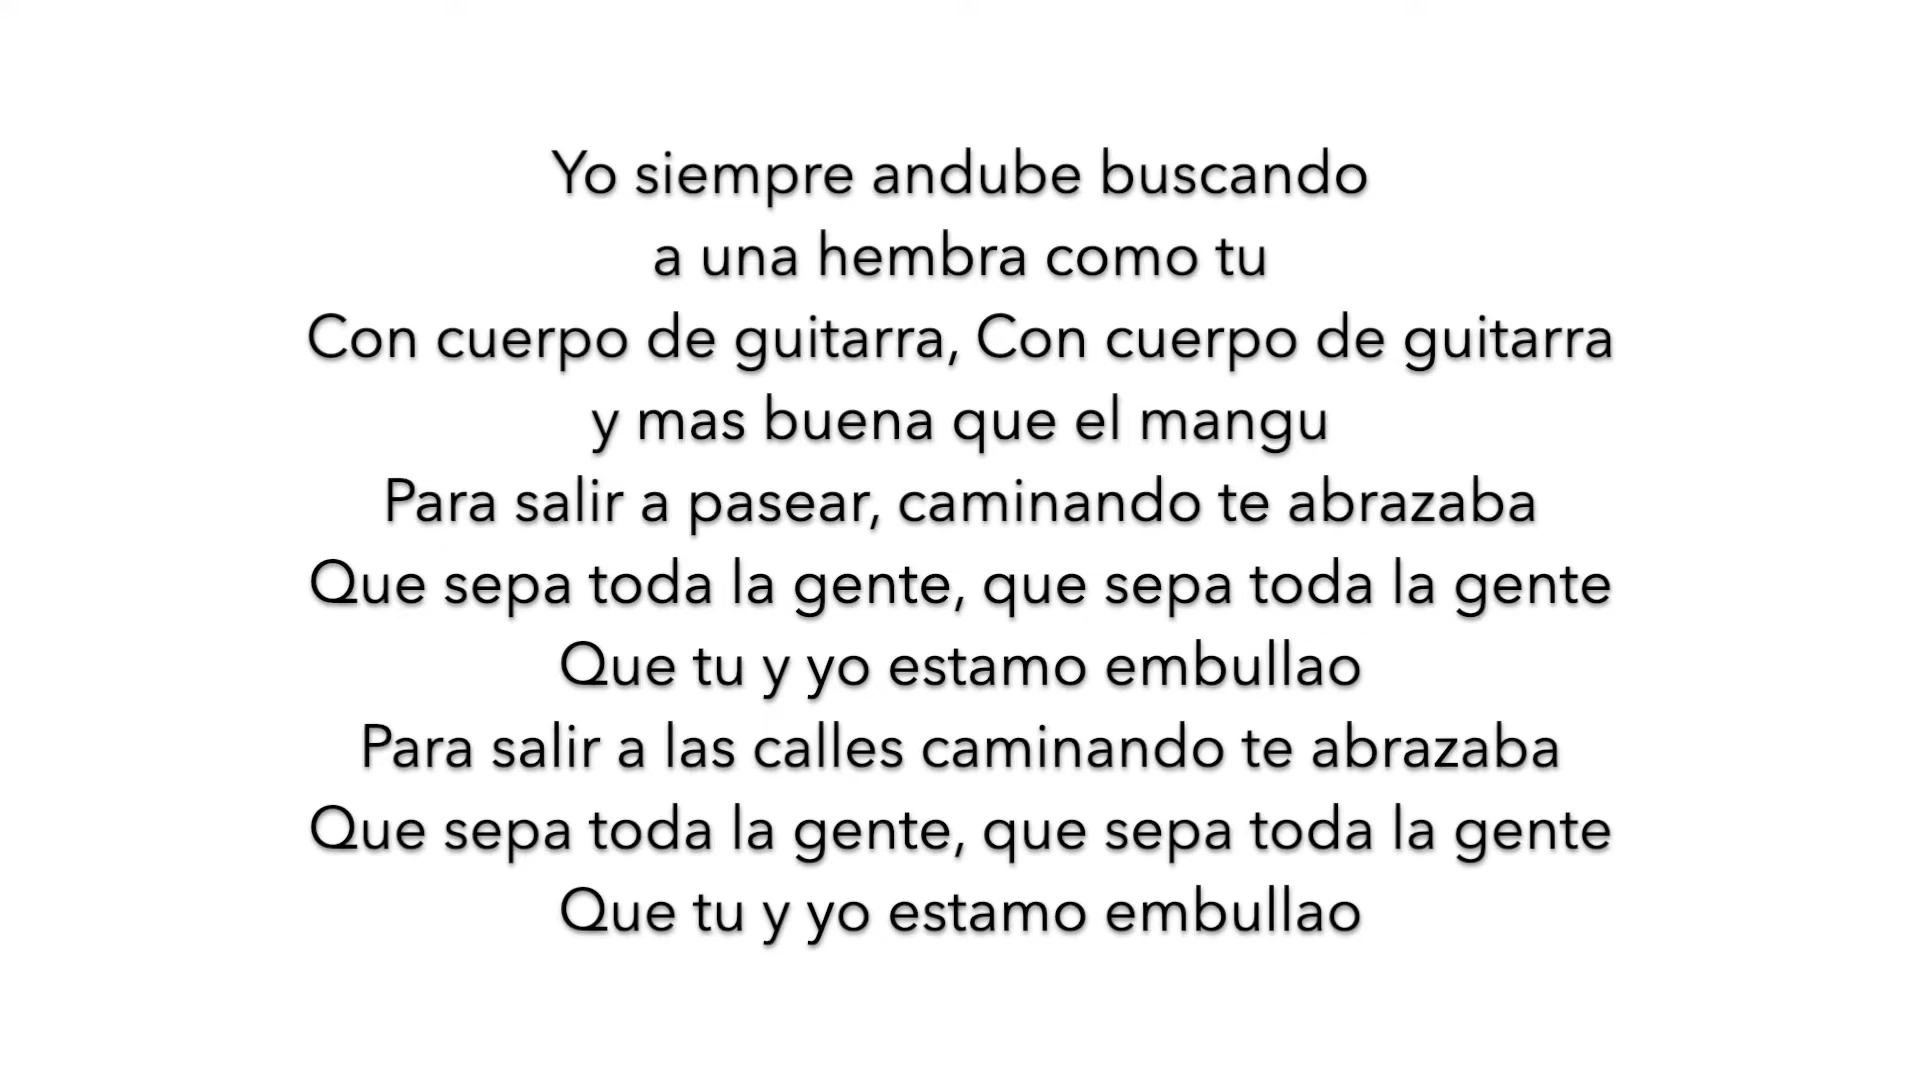 Yo siempre andube buscando
a una hembra como tu
Con cuerpo de guitarra, Con cuerpo de guitarra
y mas buena que el mangu
Para salir a pasear, caminando te abrazaba
Que sepa toda la gente, que sepa toda la gente
Que tu y yo estamo embullao
Para salir a las calles caminando te abrazaba
Que sepa toda la gente, que sepa toda la gente
Que tu y yo estamo embullao